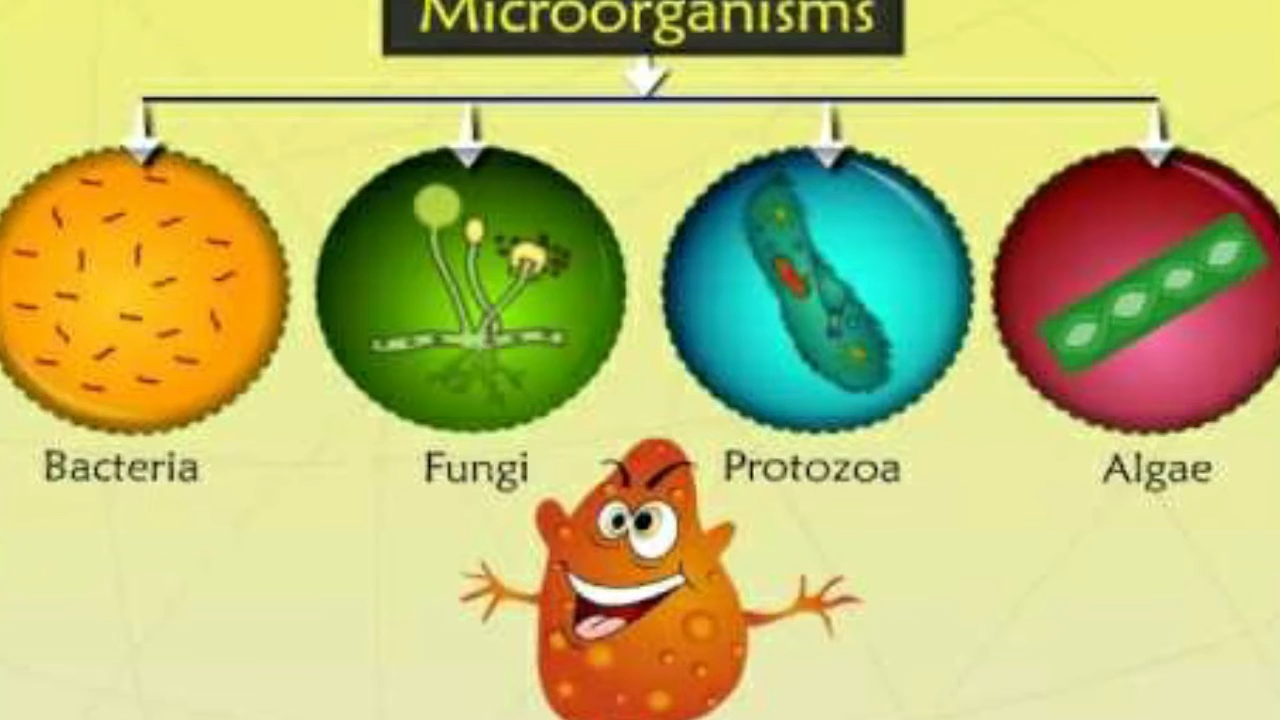 Microorganisms
Bacteria
Fungi
Protozoa
Algae